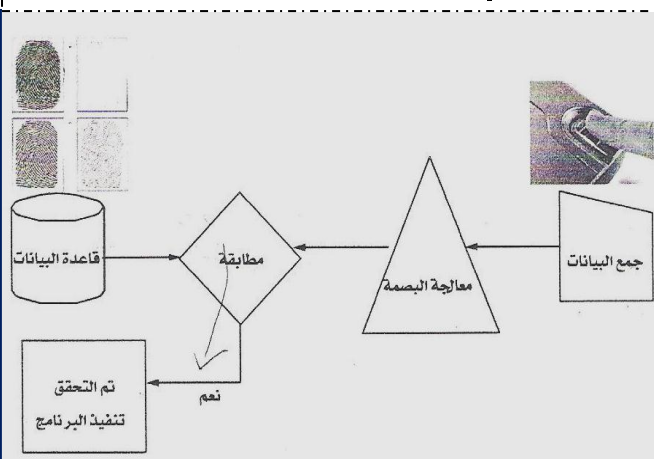 جمع البيانات
معالجة البصمة
مطابقة
قاعدة البيانات
نعم
تم التحقق
تنفيذ البرنامج